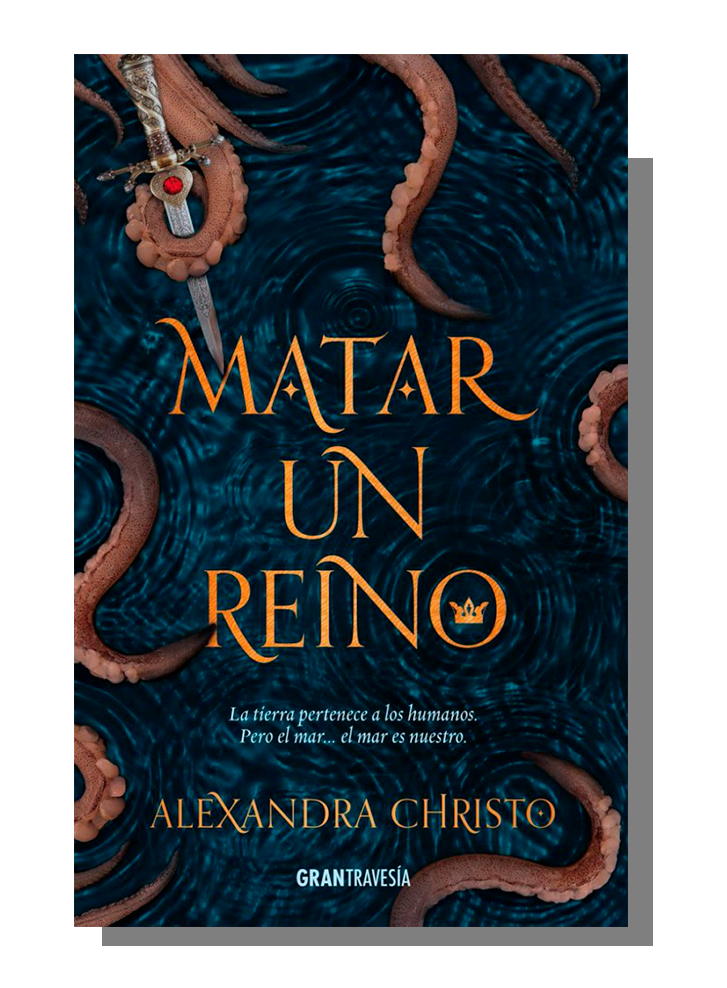 MATAR
UN
REINO
La tierra pertenece a los humanos.
Pero el mar... el mar es nuestro.
ALEXANDRA CHRISTO
GRANTRAVESÍA